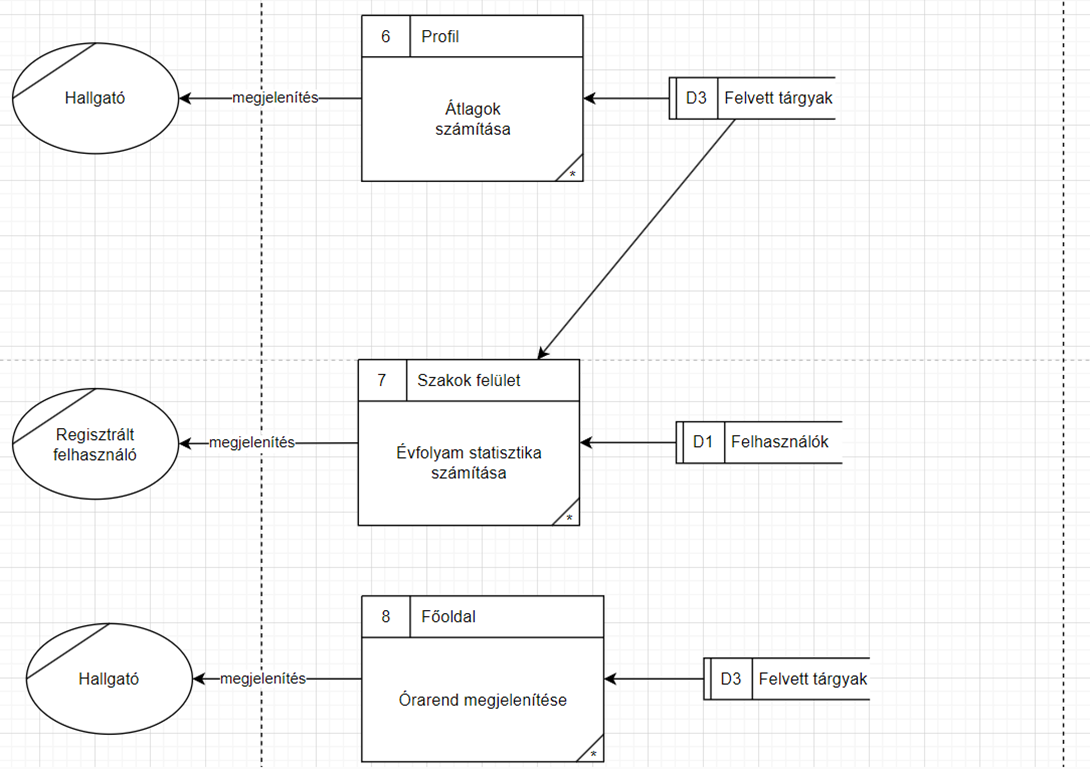 6 Profil
Hallgató
megjelenítés
Átlagok
számítása
*
D3 Felvett tárgyak
7 Szakok felület
Regisztrált
felhasználó
megjelenítés
Évfolyam statisztika
számítása
*
D1 Felhasználók
8 Főoldal
Hallgató
megjelenítés
Órarend megjelenítése
*
D3 Felvett tárgyak